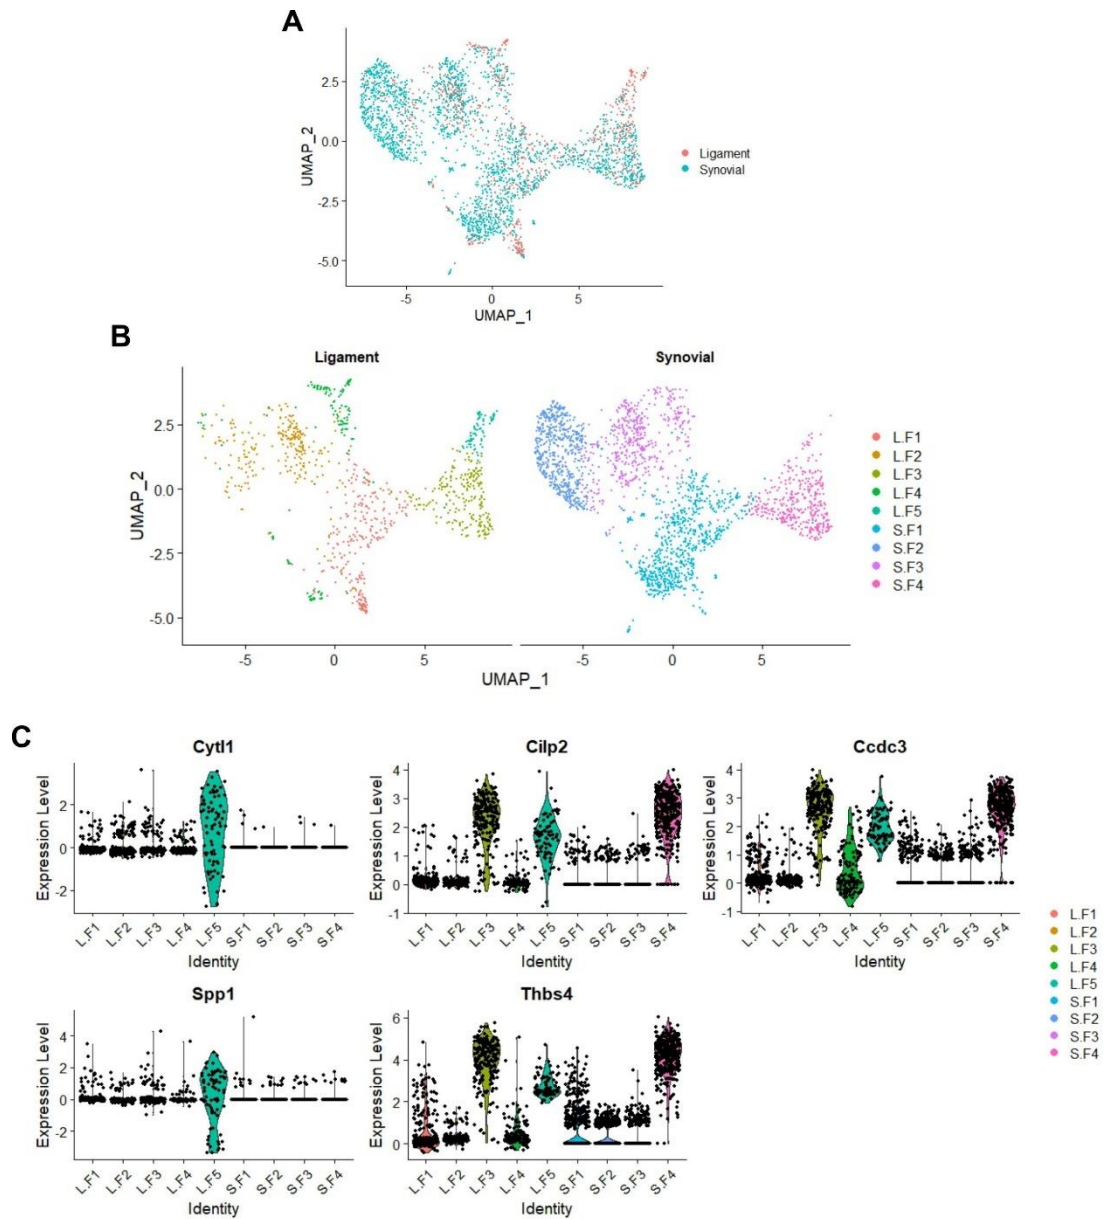 A
UMAP_2
2.5
0.0
-2.5
-5.0
-5 0 5
UMAP_1
Ligament
Synovial
B
Ligament Synovial
UMAP_2
2.5
0.0
-2.5
-5.0
-5 0 5 -5 0 5
UMAP_1
L.F1
L.F2
L.F3
L.F4
L.F5
S.F1
S.F2
S.F3
S.F4
C
Cytl1
Expression Level
2
0
-2
L.F1 L.F2 L.F3 L.F4 L.F5 S.F1 S.F2 S.F3 S.F4
Identity
Cilp2
Expression Level
4
3
2
1
0
-1
L.F1 L.F2 L.F3 L.F4 L.F5 S.F1 S.F2 S.F3 S.F4
Identity
Ccdc3
Expression Level
4
3
2
1
0
-1
L.F1 L.F2 L.F3 L.F4 L.F5 S.F1 S.F2 S.F3 S.F4
Identity
Spp1
Expression Level
4
2
0
-2
L.F1 L.F2 L.F3 L.F4 L.F5 S.F1 S.F2 S.F3 S.F4
Identity
Thbs4
Expression Level
6
4
2
0
L.F1 L.F2 L.F3 L.F4 L.F5 S.F1 S.F2 S.F3 S.F4
Identity
L.F1
L.F2
L.F3
L.F4
L.F5
S.F1
S.F2
S.F3
S.F4